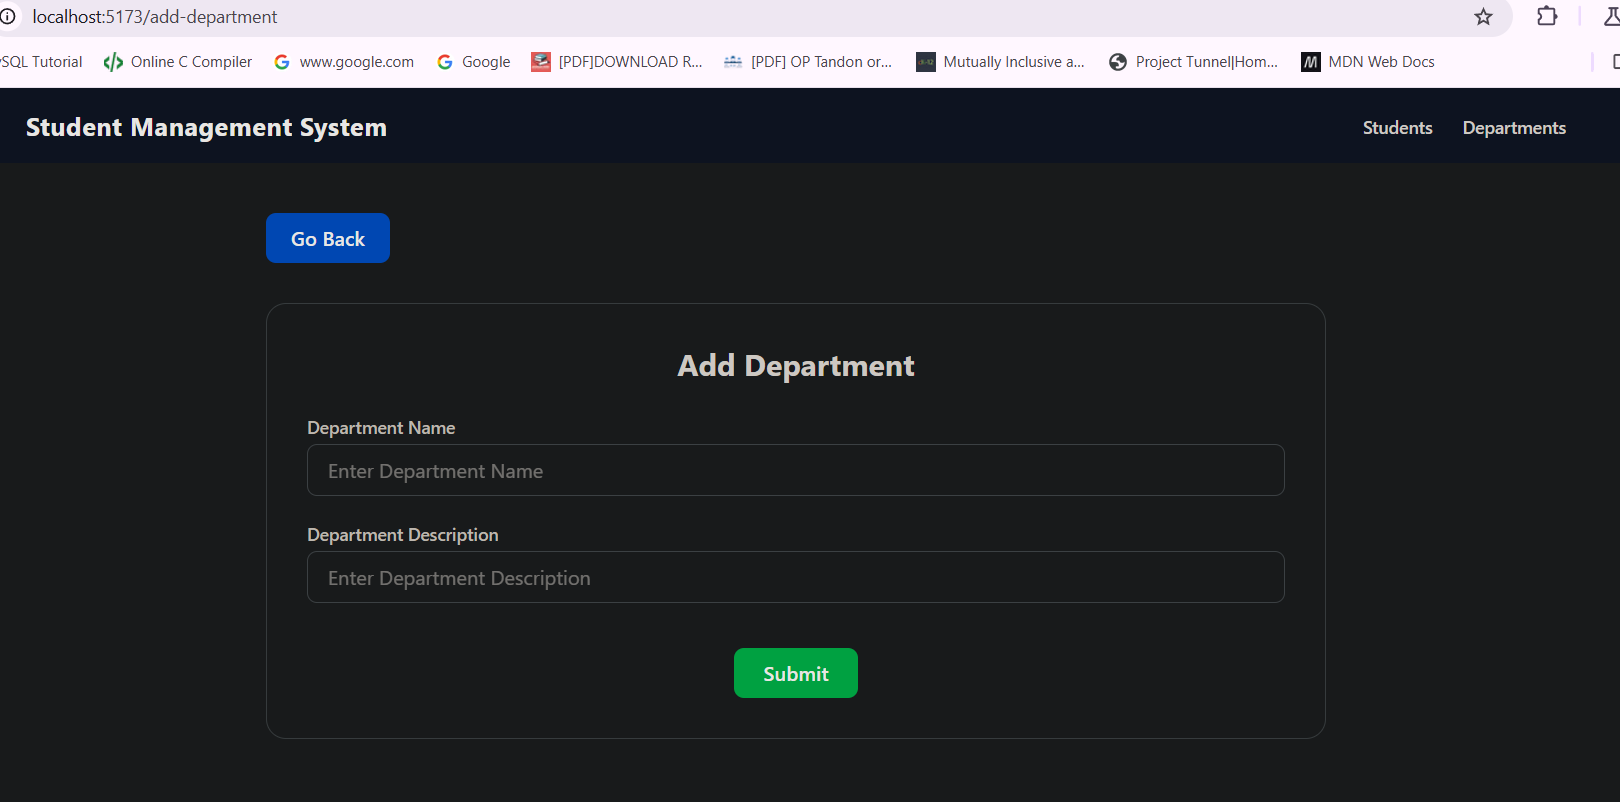 localhost:5173/add-department
SQL Tutorial Online C Compiler www.google.com Google [PDF]DOWNLOAD R... [PDF] OP Tandon or... Mutually Inclusive a... Project Tunnel|Hom... MDN Web Docs
Student Management System Students Departments
Go Back
Add Department
Department Name
Enter Department Name
Department Description
Enter Department Description
Submit